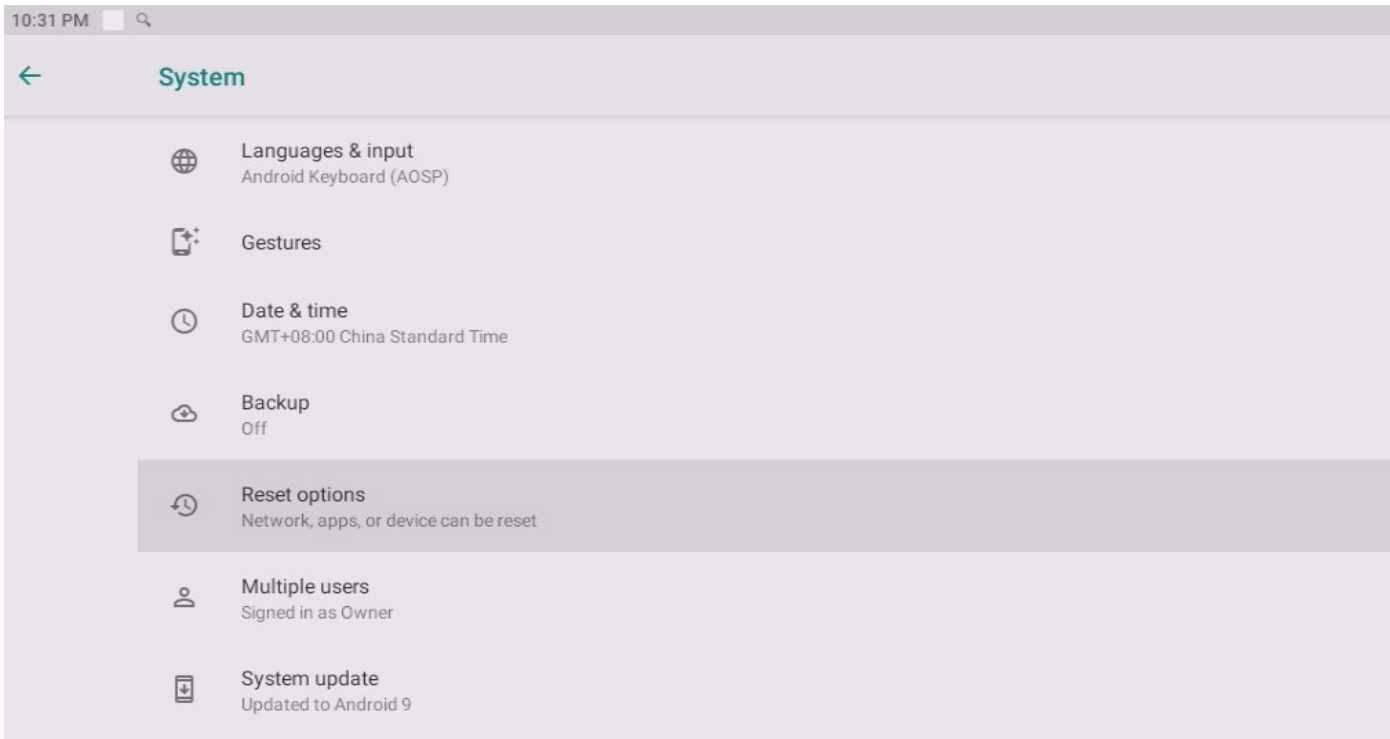 10:31 PM
System
Languages & input
Android Keyboard (AOSP)
Gestures
Date & time
GMT+08:00 China Standard Time
Backup
Off
Reset options
Network, apps, or device can be reset
Multiple users
Signed in as Owner
System update
Updated to Android 9